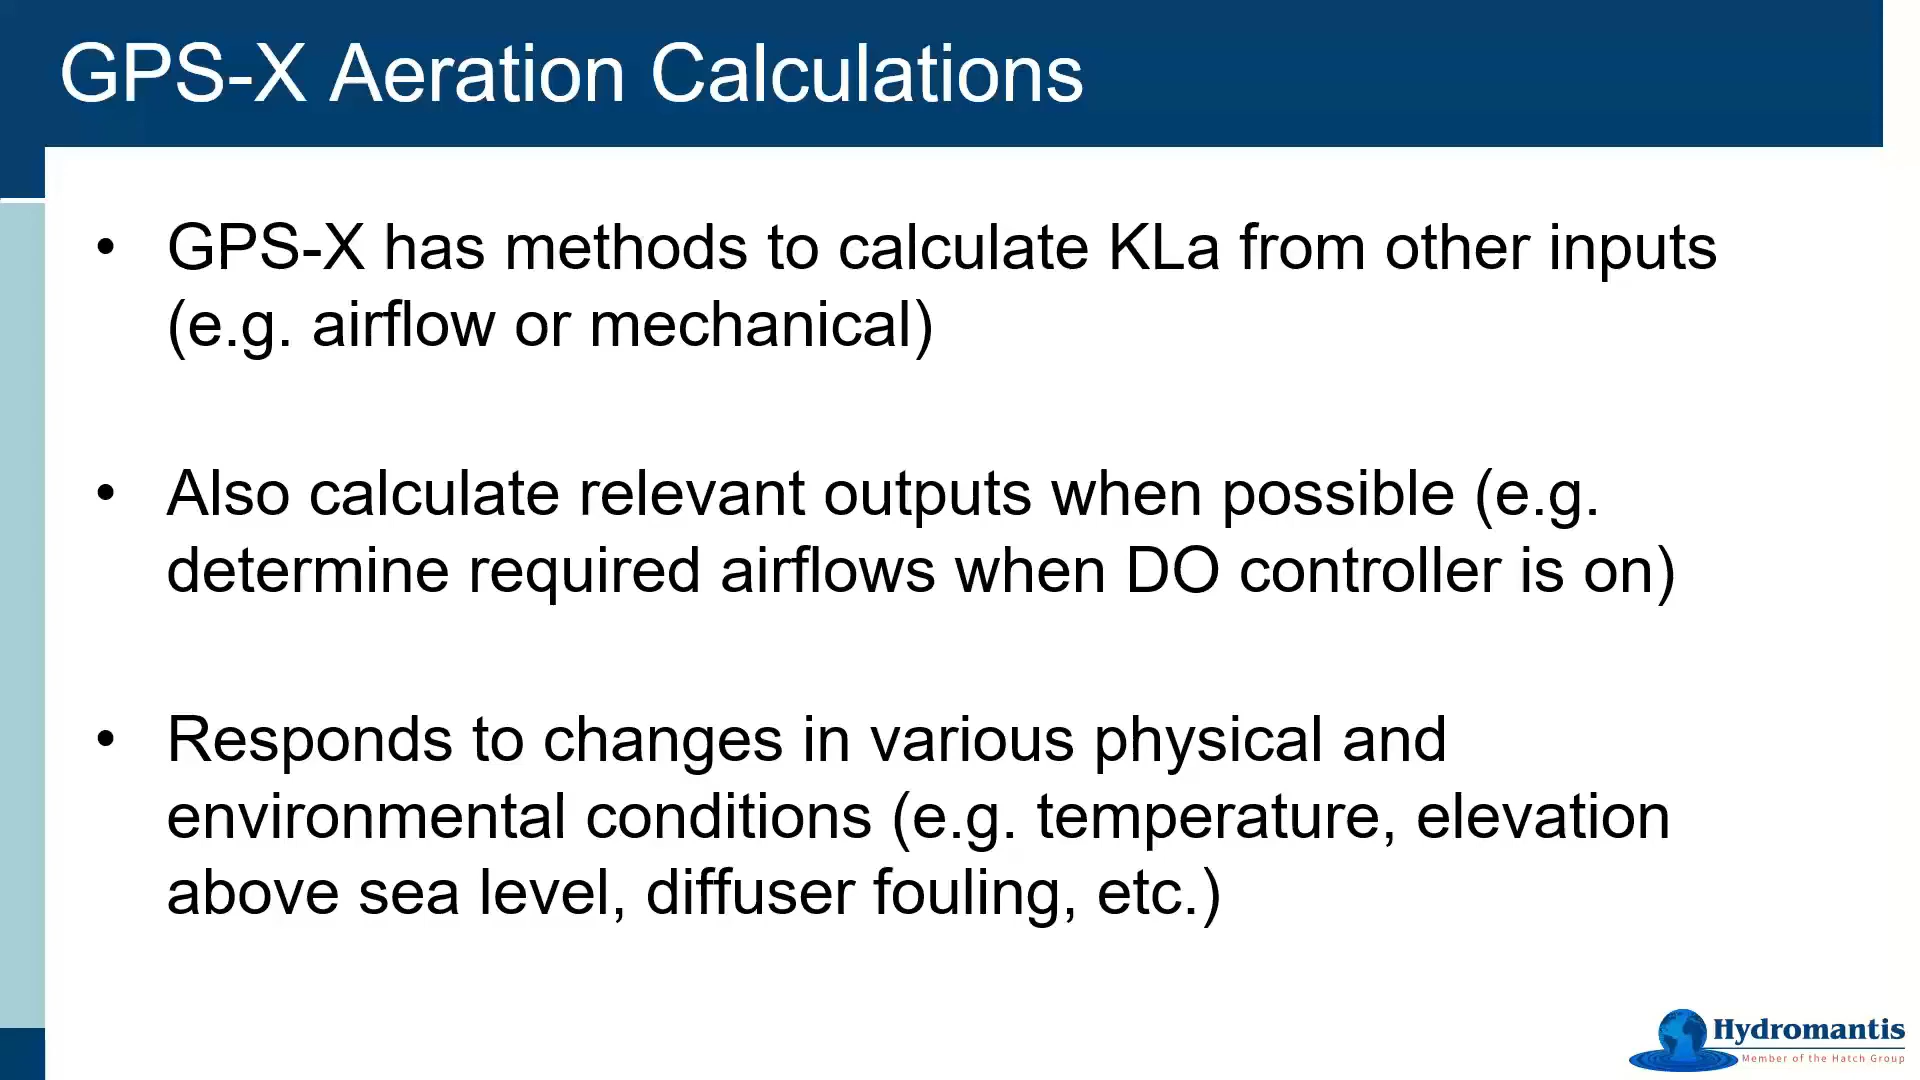 GPS-X Aeration Calculations
• GPS-X has methods to calculate KLa from other inputs
(e.g. airflow or mechanical)
• Also calculate relevant outputs when possible (e.g.
determine required airflows when DO controller is on)
• Responds to changes in various physical and
environmental conditions (e.g. temperature, elevation
above sea level, diffuser fouling, etc.)
Hydromantis
Member of the Hatch Group